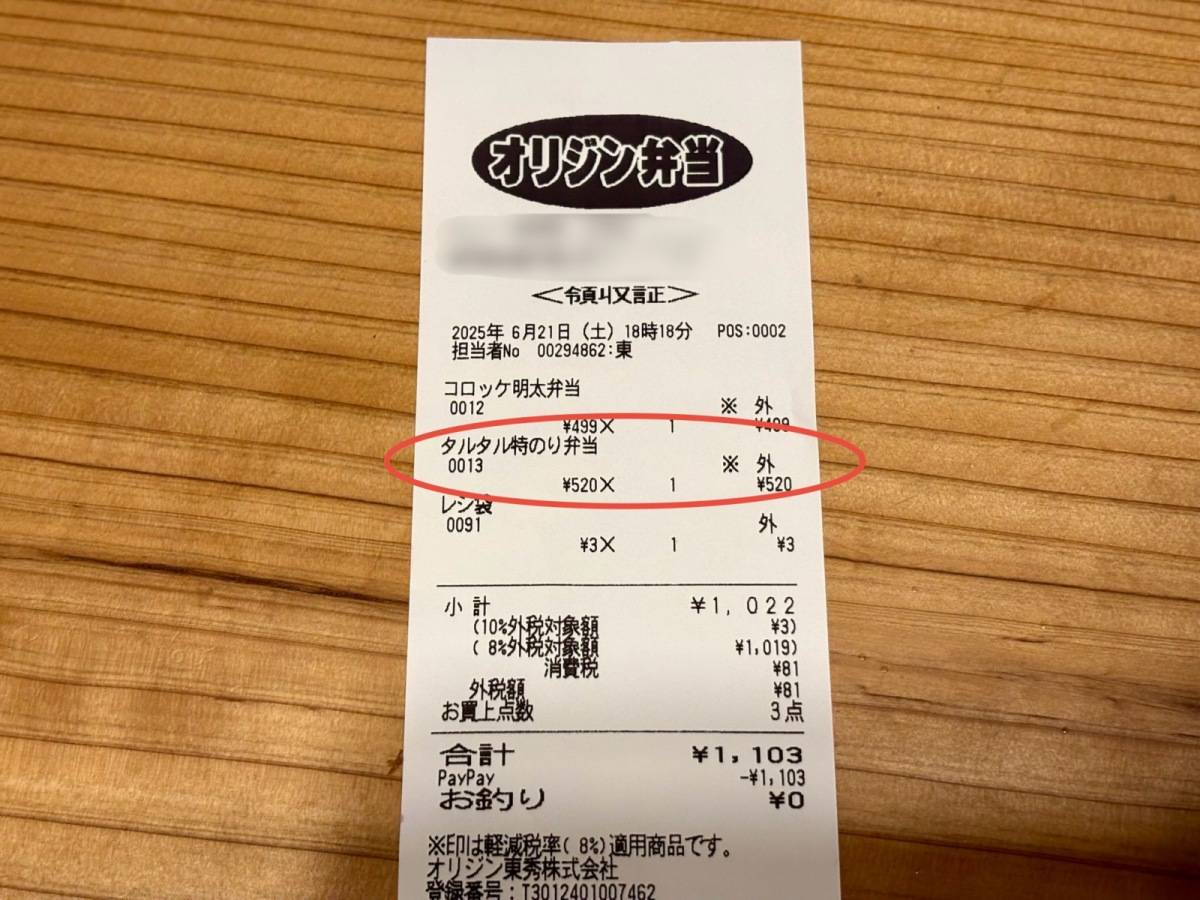 オリジン弁当
<領収証>
2025年 6月21日 (土) 18時18分 POS:0002
担当者No 00294862:東
コロッケ明太弁当
0012 ※ 外
¥499× 1 ¥499
タルタル特のり弁当
0013 ※ 外
¥520× 1 ¥520
レジ袋
0091 外
¥3× 1 ¥3
小計 ¥1,022
(10%外税対象額 ¥3)
( 8%外税対象額 ¥1,019)
消費税 ¥81
外税額 ¥81
お買上点数 3点
合計 ¥1,103
PayPay -¥1,103
お釣り ¥0
※印は軽減税率( 8%)適用商品です。
オリジン東秀株式会社
登録番号:T3012401007462